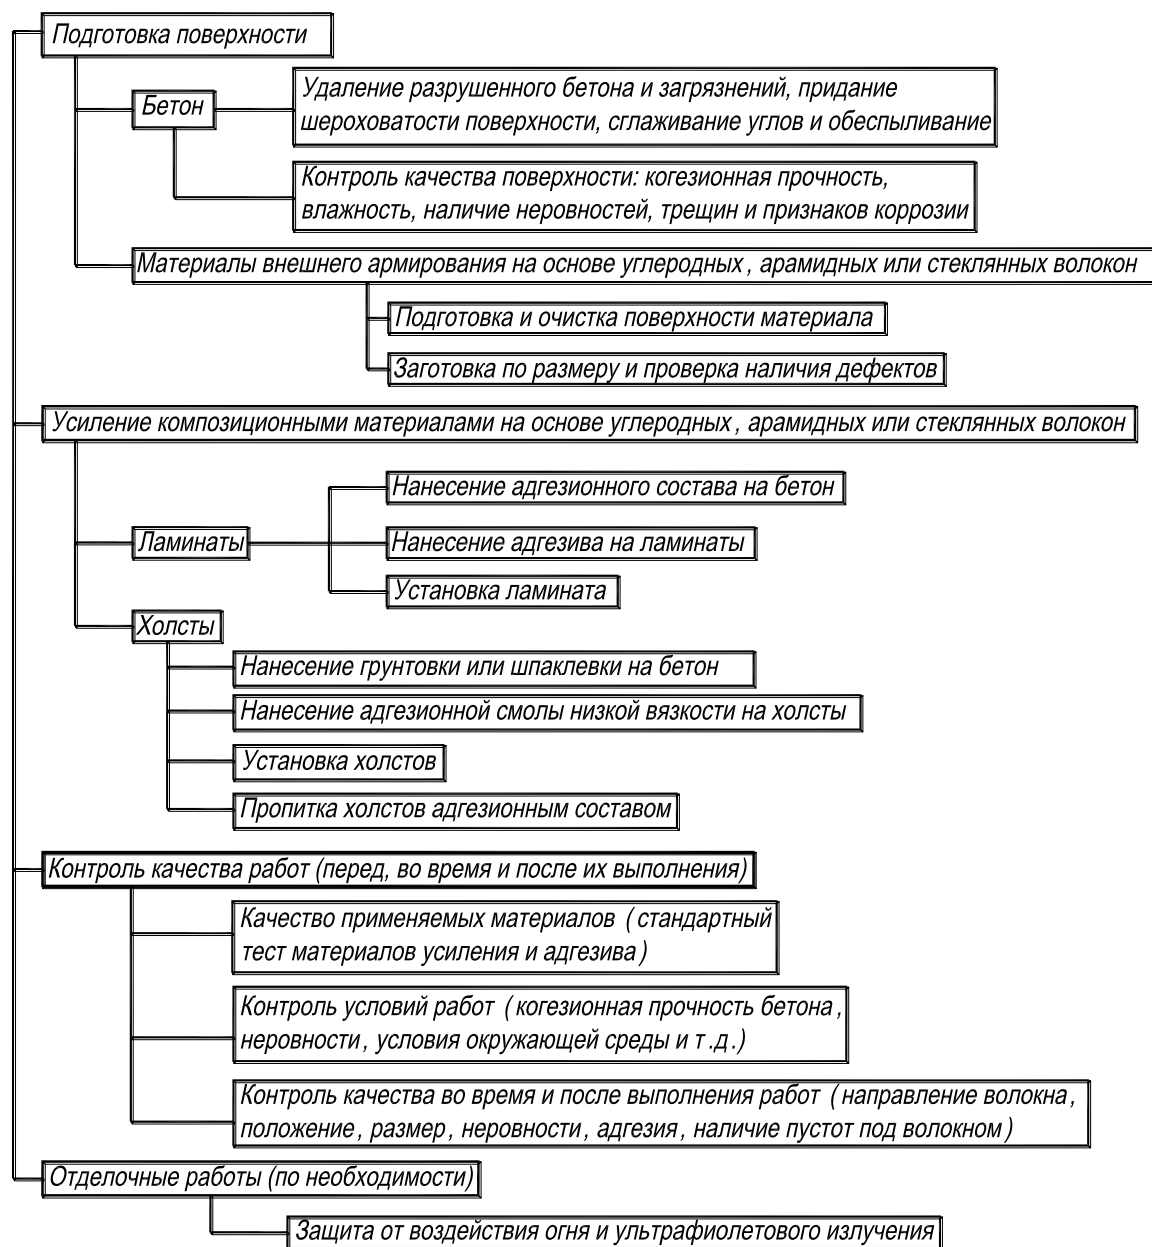 Подготовка поверхности
Бетон
Удаление разрушенного бетона и загрязнений, придание
шероховатости поверхности, сглаживание углов и обеспыливание
Контроль качества поверхности: когезионная прочность,
влажность, наличие неровностей, трещин и признаков коррозии
Материалы внешнего армирования на основе углеродных, арамидных или стеклянных волокон
Подготовка и очистка поверхности материала
Заготовка по размеру и проверка наличия дефектов
Усиление композиционными материалами на основе углеродных, арамидных или стеклянных волокон
Нанесение адгезионного состава на бетон
Ламинаты
Нанесение адгезива на ламинаты
Установка ламината
Холсты
Нанесение грунтовки или шпаклевки на бетон
Нанесение адгезионной смолы низкой вязкости на холсты
Установка холстов
Пропитка холстов адгезионным составом
Контроль качества работ (перед, во время и после их выполнения)
Качество применяемых материалов (стандартный
тест материалов усиления и адгезива)
Контроль условий работ (когезионная прочность бетона,
неровности, условия окружающей среды и т.д.)
Контроль качества во время и после выполнения работ (направление волокна,
положение, размер, неровности, адгезия, наличие пустот под волокном)
Отделочные работы (по необходимости)
Защита от воздействия огня и ультрафиолетового излучения